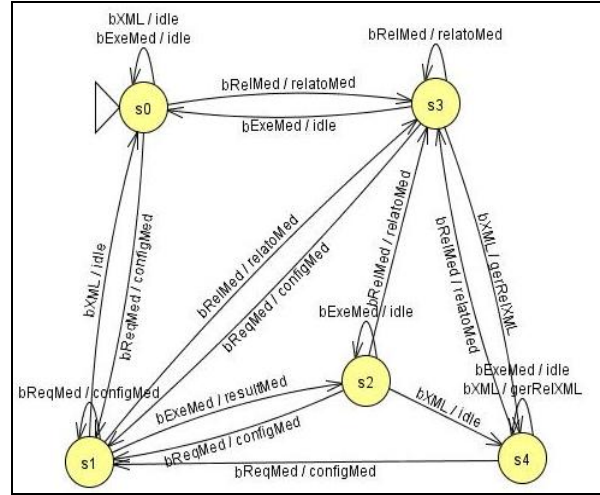 bXML / idle
bExeMed / idle
bRelMed / relatoMed
s0
bRelMed / relatoMed
s3
bExeMed / idle
bXML / idle
bReqMed / configMed
bRelMed / relatoMed
bReqMed / configMed
bRelMed / relatoMed
bRelMed / relatoMed
bXML / gerRelXML
bExeMed / idle
s2
bExeMed / idle
bXML / gerRelXML
bReqMed / configMed
bExeMed / resultMed
bXML / idle
bReqMed / configMed
s1
s4
bReqMed / configMed